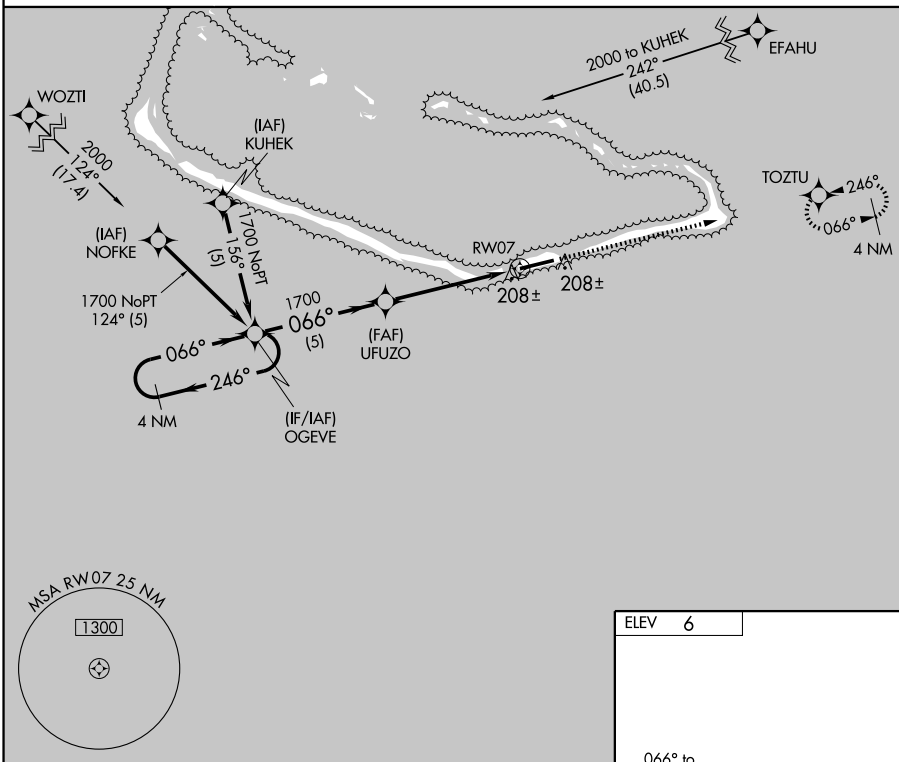 2000 to KUHEK
242°
(40.5)
EFAHU
WOZTI
2000
124°
(17.4)
(IAF)
KUHEK
1700 NoPT
156°
(5)
TOZTU
246°
066°
4 NM
(IAF)
NOFKE
1700 NoPT
124° (5)
RW07
208±
208±
1700
066°
(5)
(FAF)
UFUZO
066°
246°
4 NM
(IF/IAF)
OGEVE
MSA RW07 25 NM
1300
ELEV 6
066° to